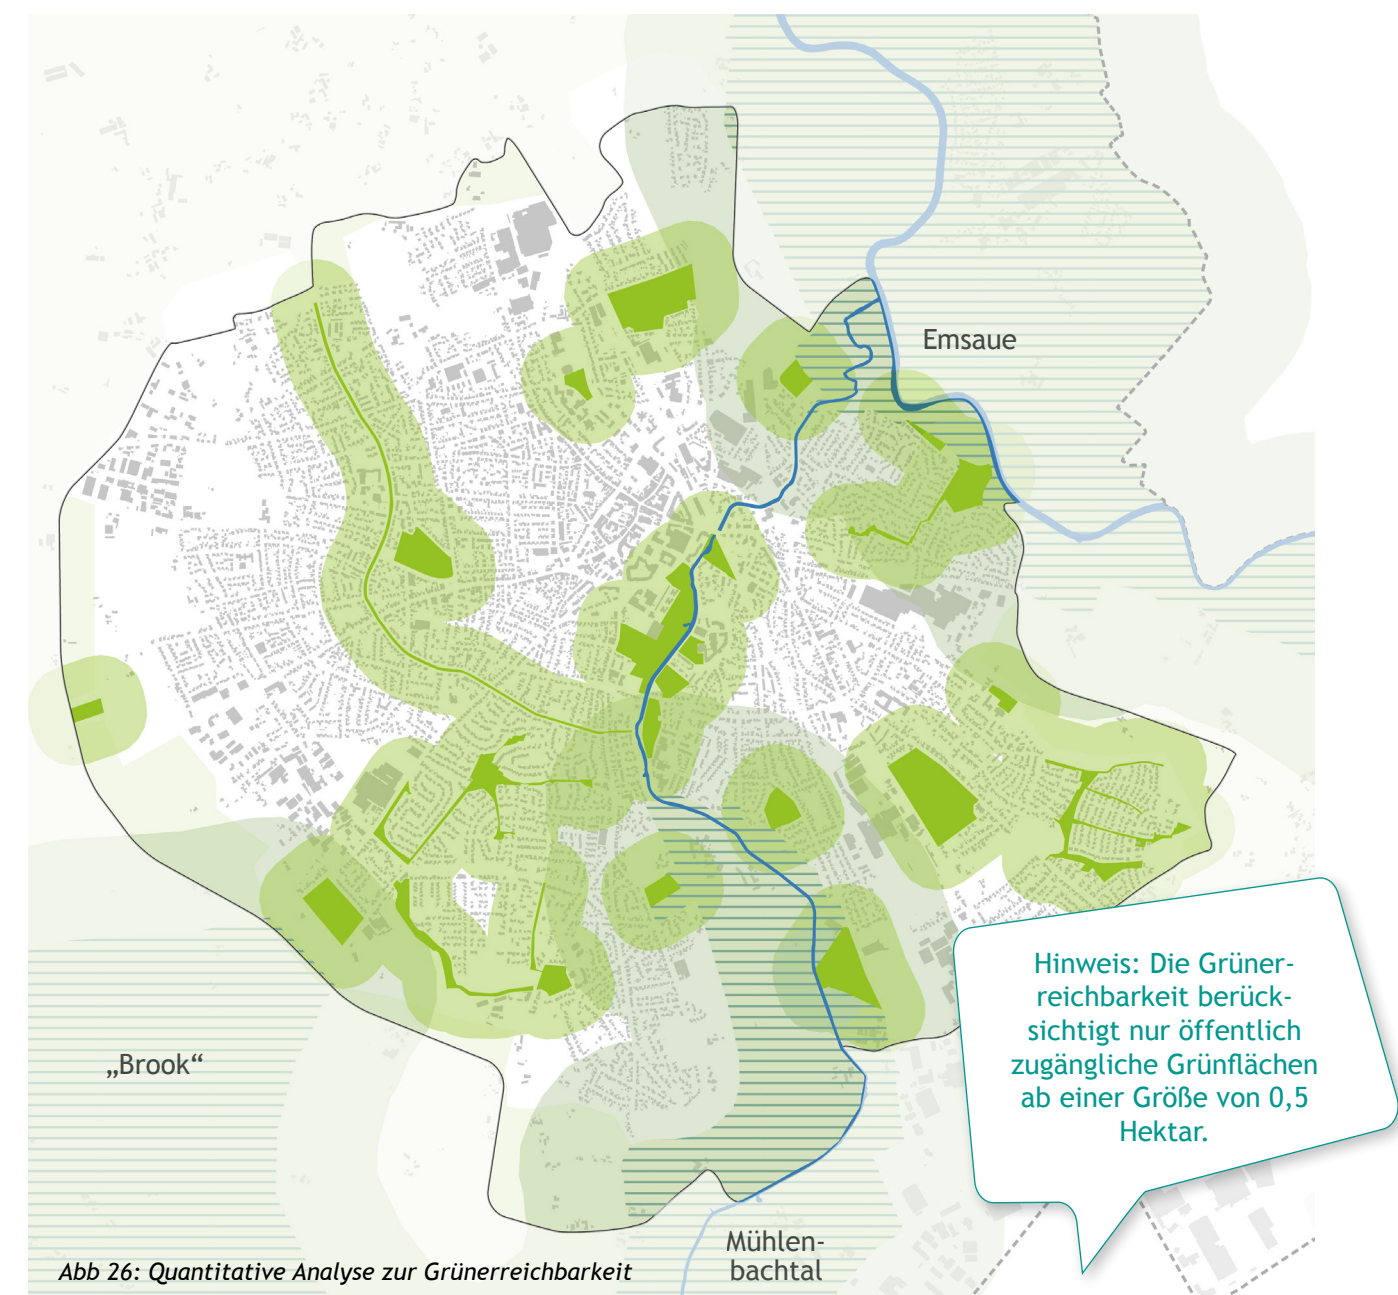 Emsaue
Hinweis: Die Grüner-
reichbarkeit berück-
sichtigt nur öffentlich
zugängliche Grünflächen
ab einer Größe von 0,5
Hektar.
„Brook“
Mühlen-
bachtal
Abb 26: Quantitative Analyse zur Grünerreichbarkeit